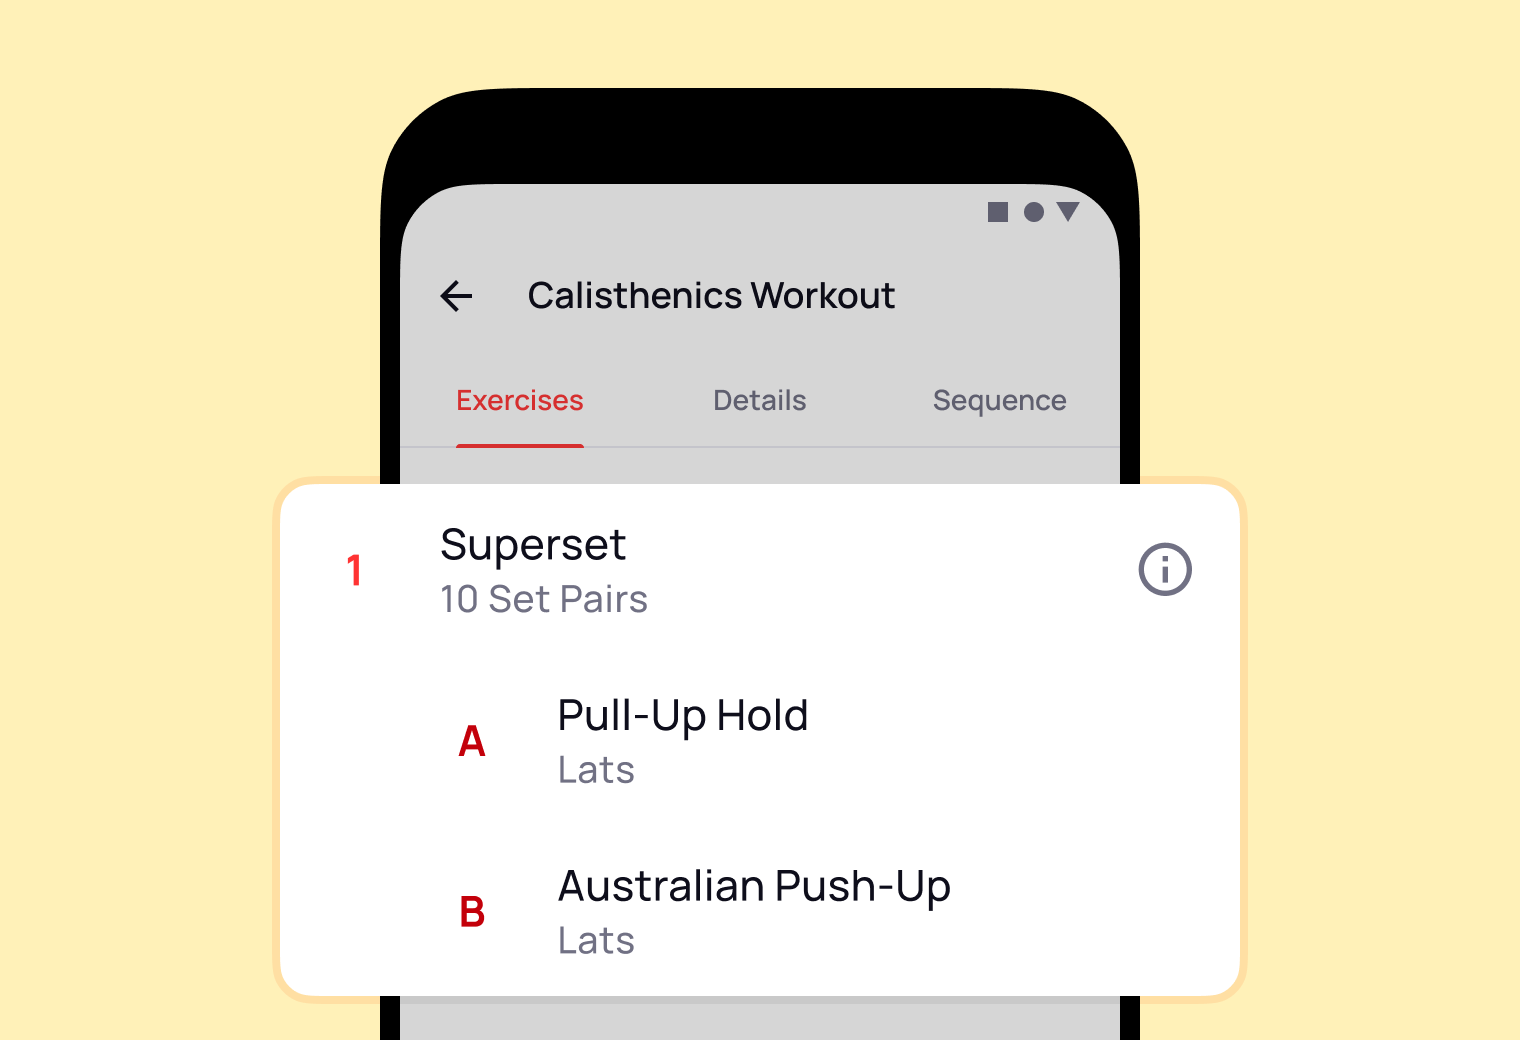 Calisthenics Workout
Exercises Details Sequence
1 Superset
10 Set Pairs
A Pull-Up Hold
Lats
B Australian Push-Up
Lats